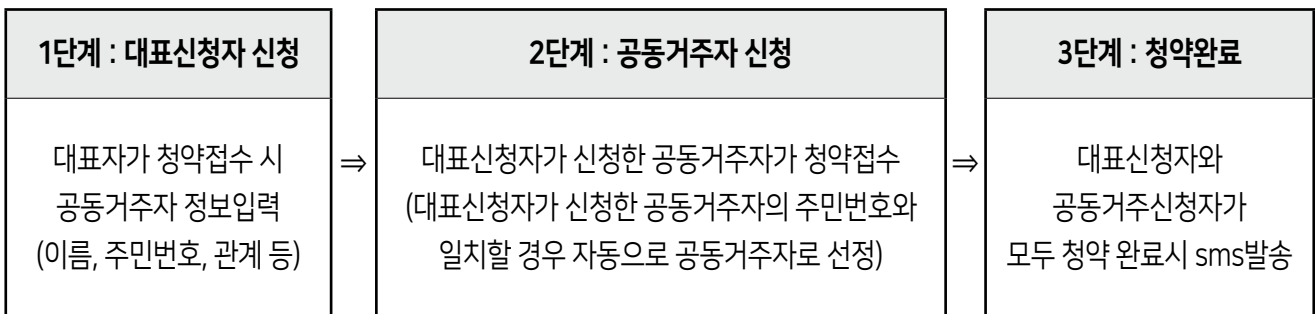 1단계 : 대표신청자 신청
대표자가 청약접수 시
공동거주자 정보입력
(이름, 주민번호, 관계 등)
⇒
2단계 : 공동거주자 신청
대표신청자가 신청한 공동거주자가 청약접수
(대표신청자가 신청한 공동거주자의 주민번호와
일치할 경우 자동으로 공동거주자로 선정)
⇒
3단계 : 청약완료
대표신청자와
공동거주신청자가
모두 청약 완료시 sms발송